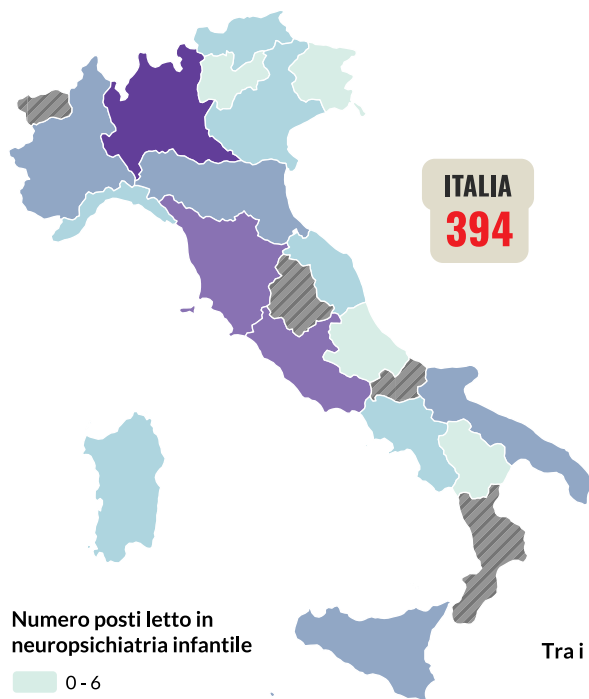 ITALIA
394
Numero posti letto in
neuropsichiatria infantile
0 - 6
Tra i